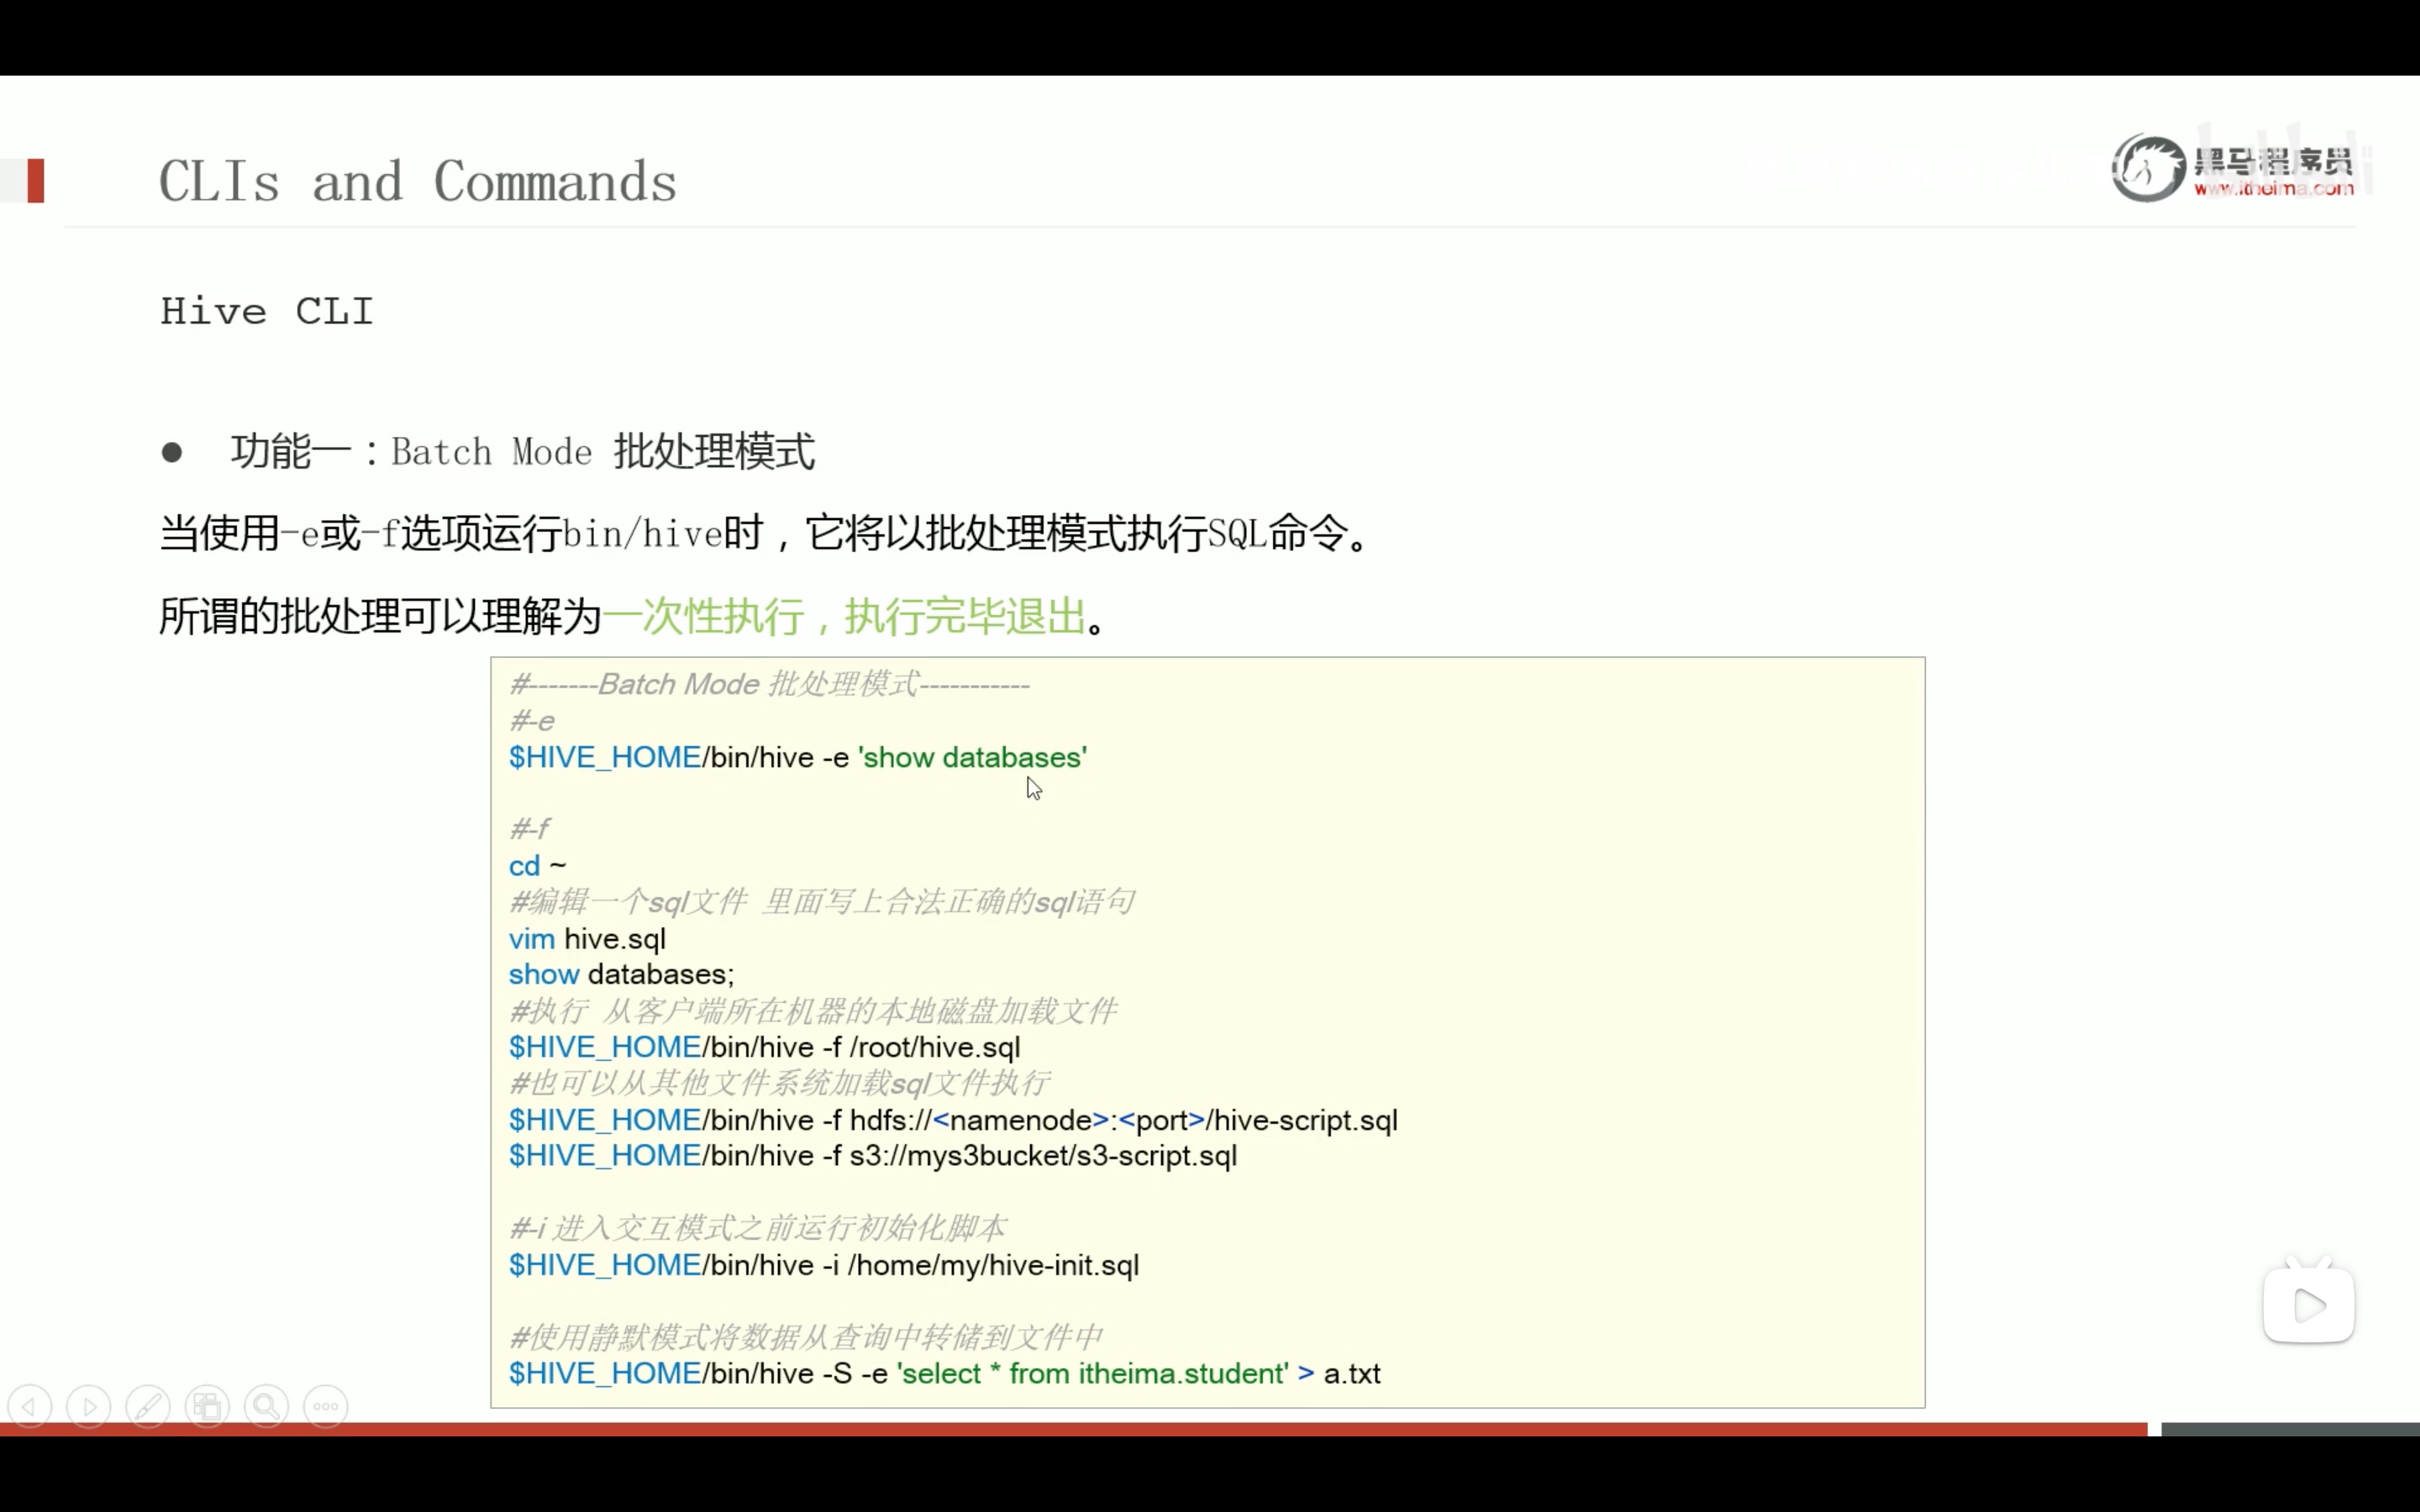 CLIs and Commands
黑马程序员
www.itheima.com
Hive CLI
● 功能一：Batch Mode 批处理模式
当使用-e或-f选项运行bin/hive时，它将以批处理模式执行SQL命令。
所谓的批处理可以理解为一次性执行，执行完毕退出。
#-------Batch Mode 批处理模式-----------
#-e
$HIVE_HOME/bin/hive -e 'show databases'
#-f
cd ~
#编辑一个sql文件 里面写上合法正确的sql语句
vim hive.sql
show databases;
#执行 从客户端所在机器的本地磁盘加载文件
$HIVE_HOME/bin/hive -f /root/hive.sql
#也可以从其他文件系统加载sql文件执行
$HIVE_HOME/bin/hive -f hdfs://<namenode>:<port>/hive-script.sql
$HIVE_HOME/bin/hive -f s3://mys3bucket/s3-script.sql
#-i 进入交互模式之前运行初始化脚本
$HIVE_HOME/bin/hive -i /home/my/hive-init.sql
#使用静默模式将数据从查询中转储到文件中
$HIVE_HOME/bin/hive -S -e 'select * from itheima.student' > a.txt